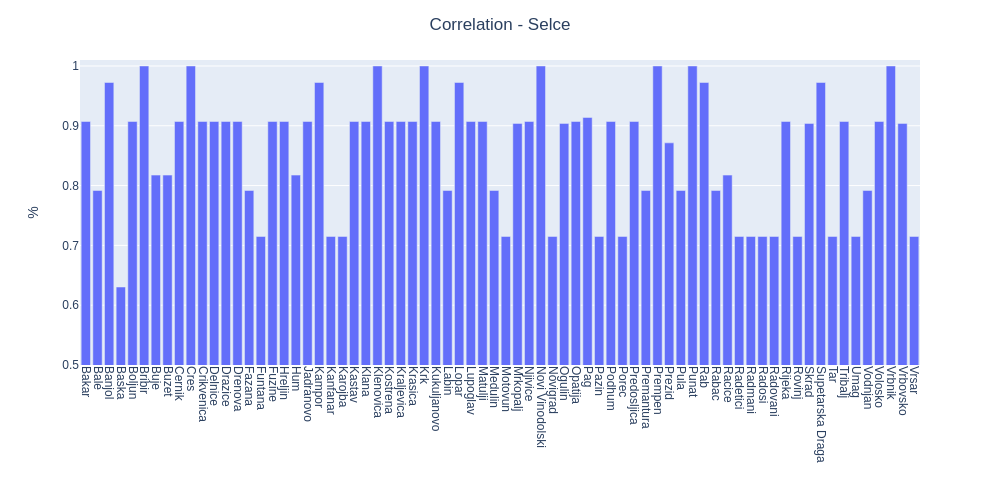 Correlation - Selce
%
1
0.9
0.8
0.7
0.6
0.5
Bakar
Bale
Banjol
Baska
Boljun
Bribir
Buje
Buzet
Cernik
Cres
Crikvenica
Delnice
Drazice
Drenova
Fazana
Funtana
Fuzine
Hreljin
Hum
Jadranovo
Kampor
Kanfanar
Karojba
Kastav
Klana
Klenovica
Kostrena
Kraljevica
Krasica
Krk
Kukuljanovo
Labin
Lopar
Lupoglav
Matulji
Medulin
Motovun
Mrkopalj
Njivice
Novi Vinodolski
Novigrad
Ogulin
Opatija
Pag
Pazin
Podhum
Porec
Predosljica
Premantura
Prempen
Prezid
Pula
Punat
Rab
Rabac
Racice
Radetici
Radmani
Radosi
Radovani
Rijeka
Rovinj
Skrad
Supetarska Draga
Tar
Tribalj
Umag
Vodnjan
Volosko
Vrbnik
Vrbovsko
Vrsar